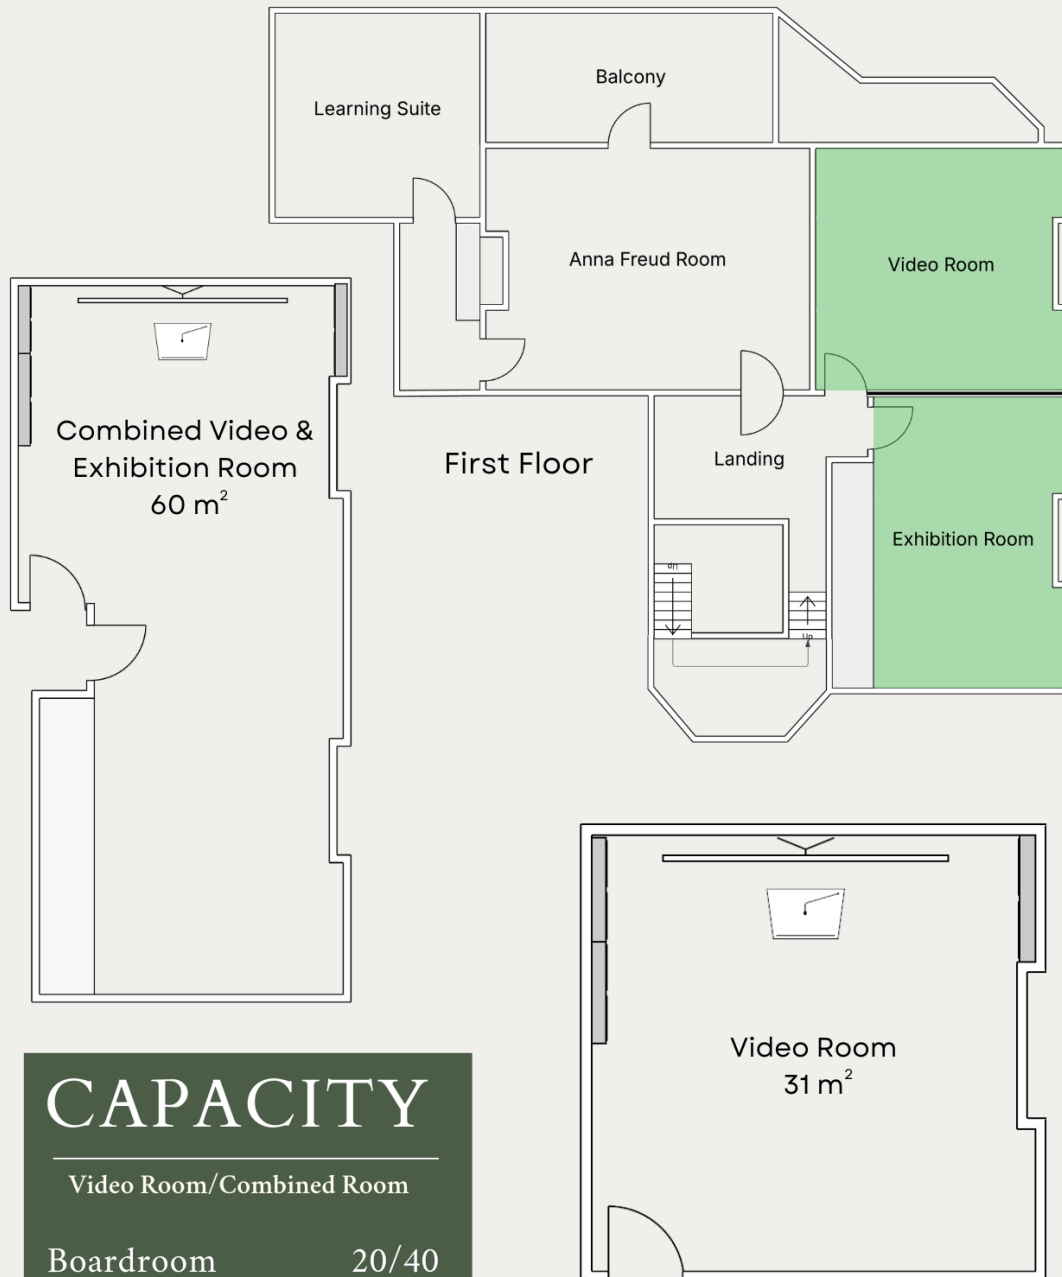 Balcony
Learning Suite
Anna Freud Room
Video Room
Combined Video &
Exhibition Room
60 m²
First Floor
Landing
Exhibition Room
Up
Up
Video Room
31 m²
CAPACITY
Video Room/Combined Room
Boardroom 20/40